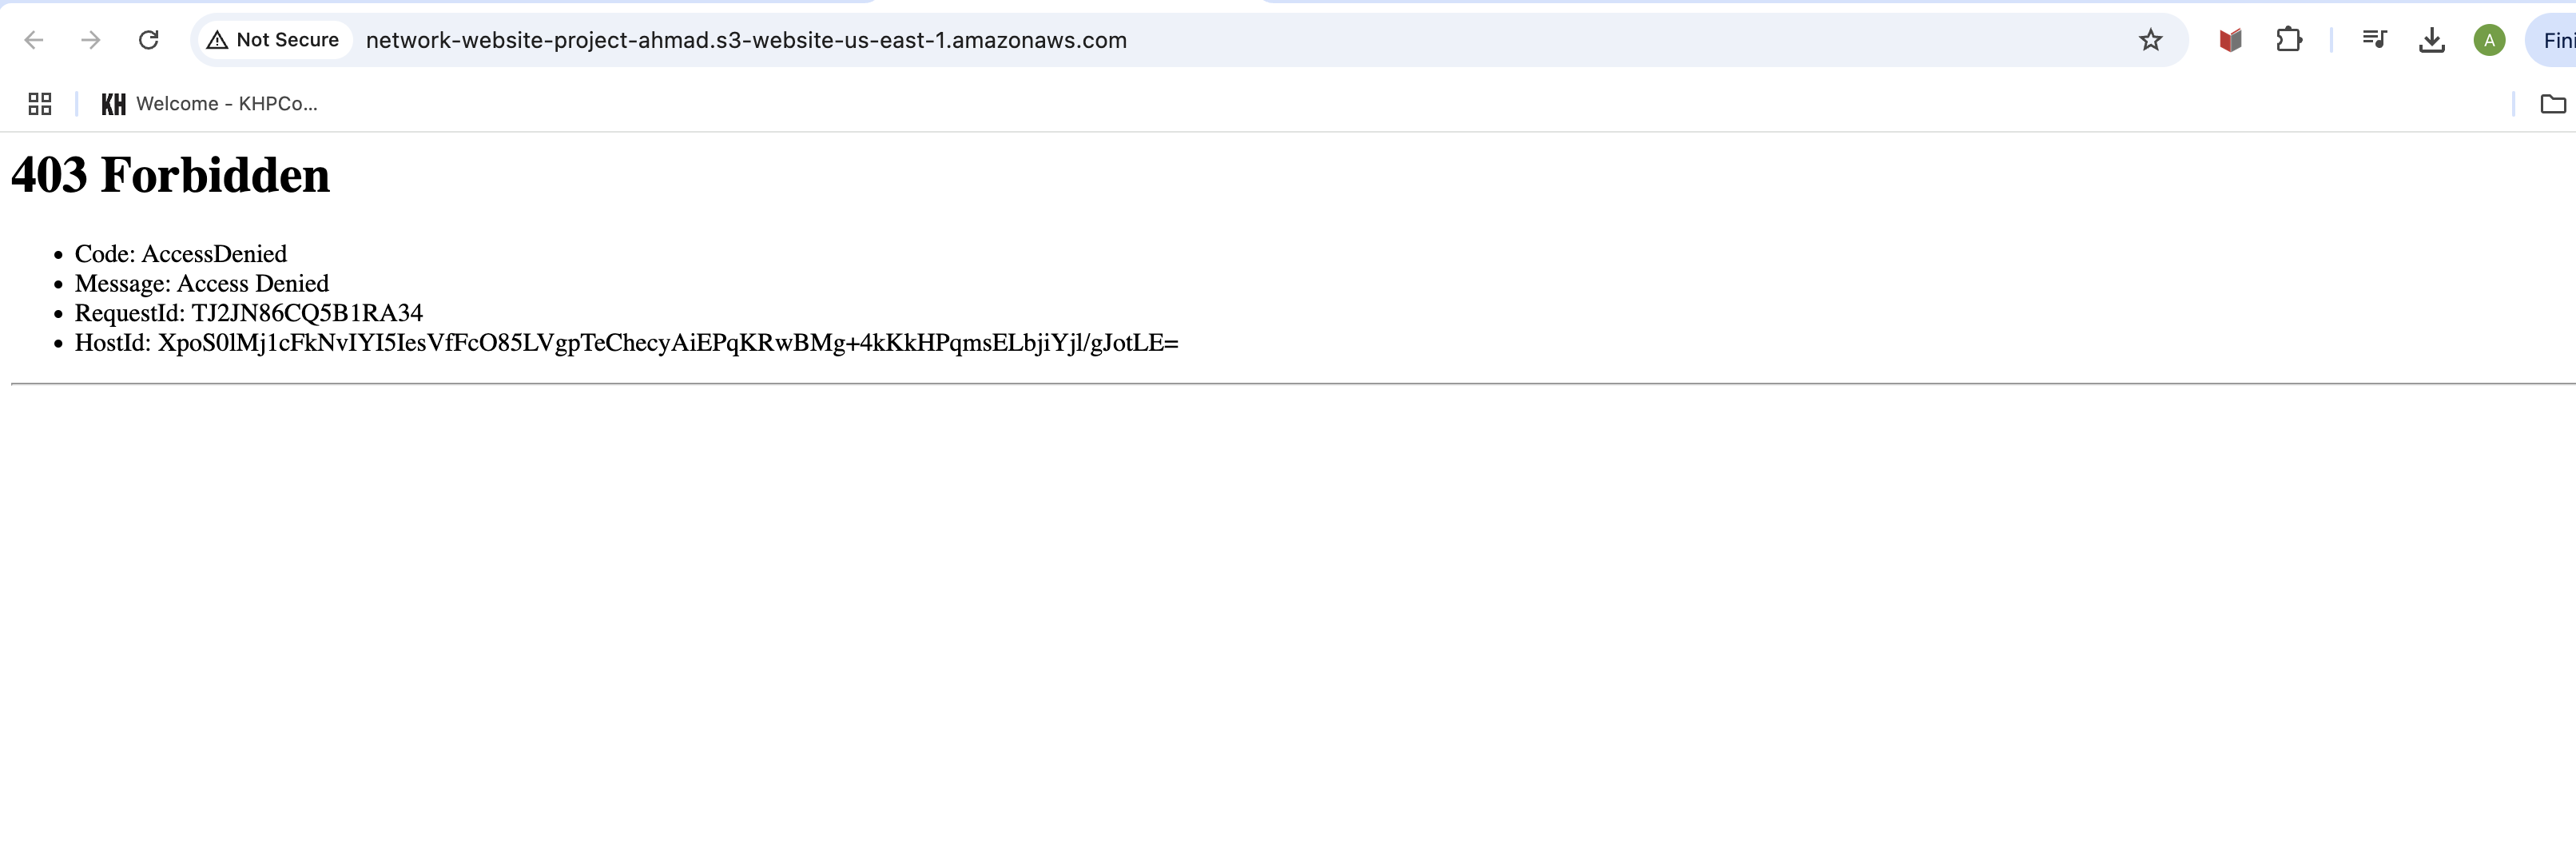 Not Secure network-website-project-ahmad.s3-website-us-east-1.amazonaws.com A Fini
KH Welcome - KHPCo...
403 Forbidden
• Code: AccessDenied
• Message: Access Denied
• RequestId: TJ2JN86CQ5B1RA34
• HostId: XpoS0lMj1cFkNvIYI5IesVfFcO85LVgpTeChecyAiEPqKRwBMg+4kKkHPqmsELbjiYjl/gJotLE=